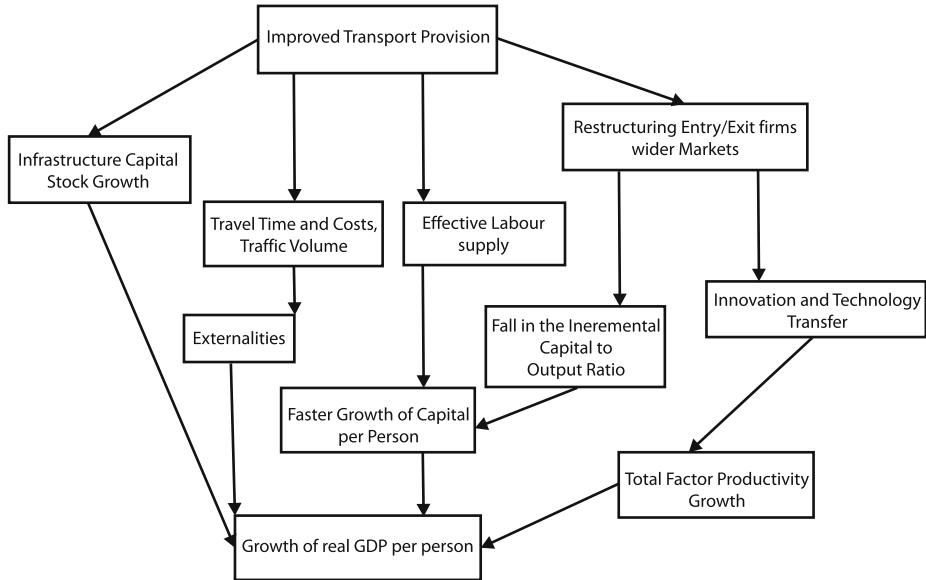 Improved Transport Provision
Restructuring Entry/Exit firms
wider Markets
Infrastructure Capital
Stock Growth
Travel Time and Costs,
Traffic Volume
Effective Labour
supply
Innovation and Technology
Transfer
Externalities
Fall in the Ineremental
Capital to
Output Ratio
Faster Growth of Capital
per Person
Total Factor Productivity
Growth
Growth of real GDP per person